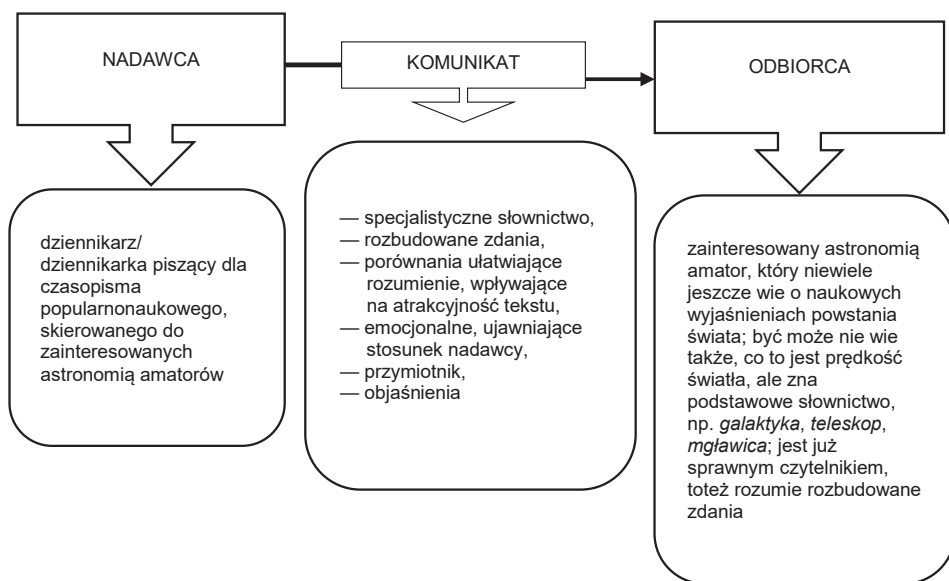 NADAWCA
KOMUNIKAT
ODBIORCA
dziennikarz/
dziennikarka piszący dla
czasopisma
popularnonaukowego,
skierowanego do
zainteresowanych
astronomią amatorów
— specjalistyczne słownictwo,
— rozbudowane zdania,
— porównania ułatwiające
rozumienie, wpływające
na atrakcyjność tekstu,
— emocjonalne, ujawniające
stosunek nadawcy,
— przymiotnik,
— objaśnienia
zainteresowany astronomią
amator, który niewiele
jeszcze wie o naukowych
wyjaśnieniach powstania
świata; być może nie wie
także, co to jest prędkość
światła, ale zna
podstawowe słownictwo,
np. galaktyka, teleskop,
mgławica; jest już
sprawnym czytelnikiem,
toteż rozumie rozbudowane
zdania